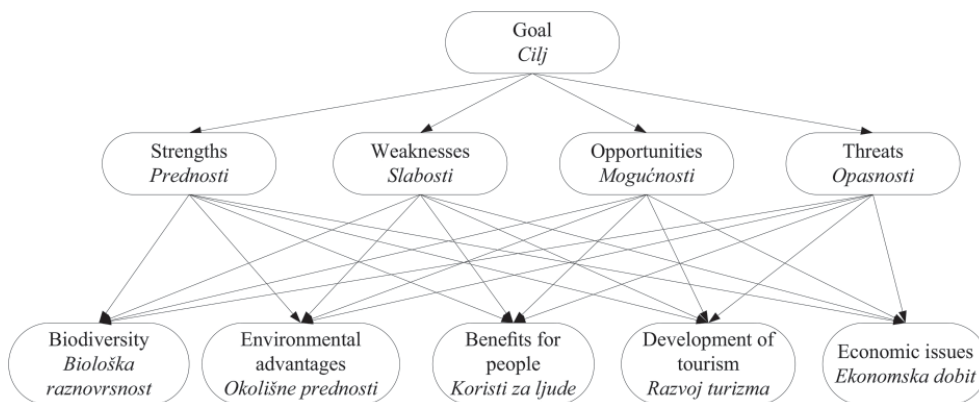 Goal
Cilj
Strengths
Prednosti
Weaknesses
Slabosti
Opportunities
Mogućnosti
Threats
Opasnosti
Biodiversity
Biološka
raznovrsnost
Environmental
advantages
Okolišne prednosti
Benefits for
people
Koristi za ljude
Development of
tourism
Razvoj turizma
Economic issues
Ekonomska dobit